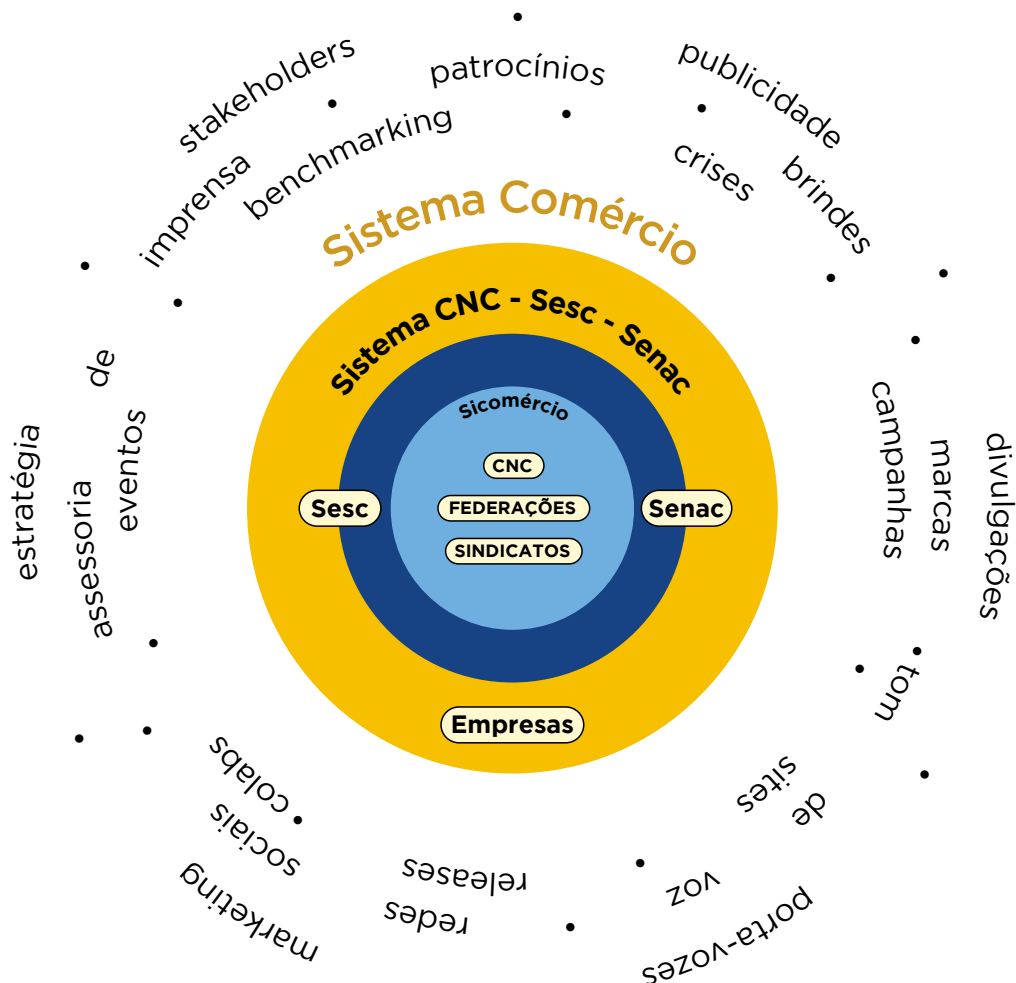 stakeholders • publicidade • divulgações • porta-vozes • marketing • estratégia •
patrocínios • brindes • marcas • tom de voz • redes sociais • assessoria de imprensa •
benchmarking • crises • campanhas • sites • releases • colabs • eventos •
Sistema Comércio
Sistema CNC - Sesc - Senac
Sicomércio
CNC
Sesc
FEDERAÇÕES
Senac
SINDICATOS
Empresas